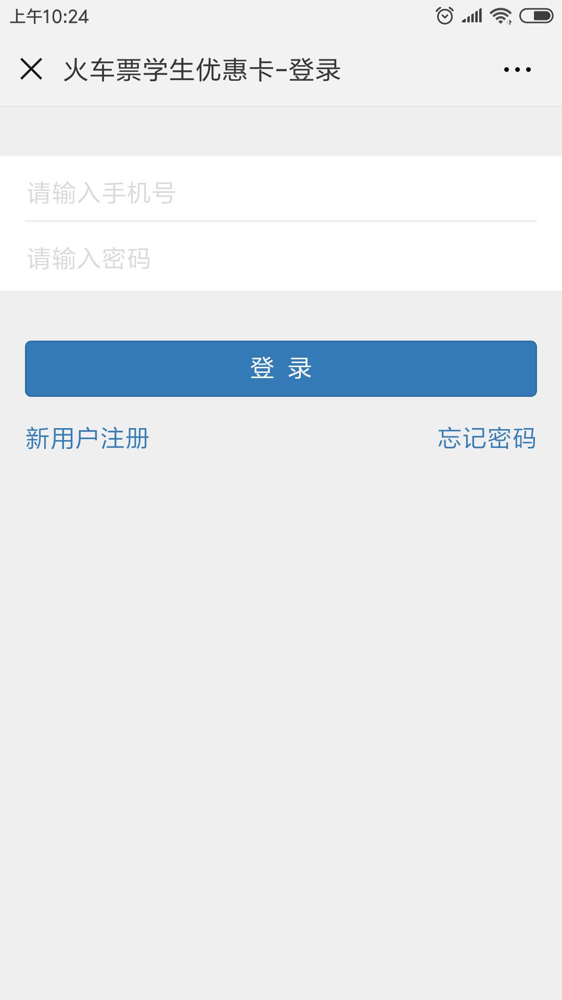 上午10:24
火车票学生优惠卡-登录
请输入手机号
请输入密码
登 录
新用户注册 忘记密码